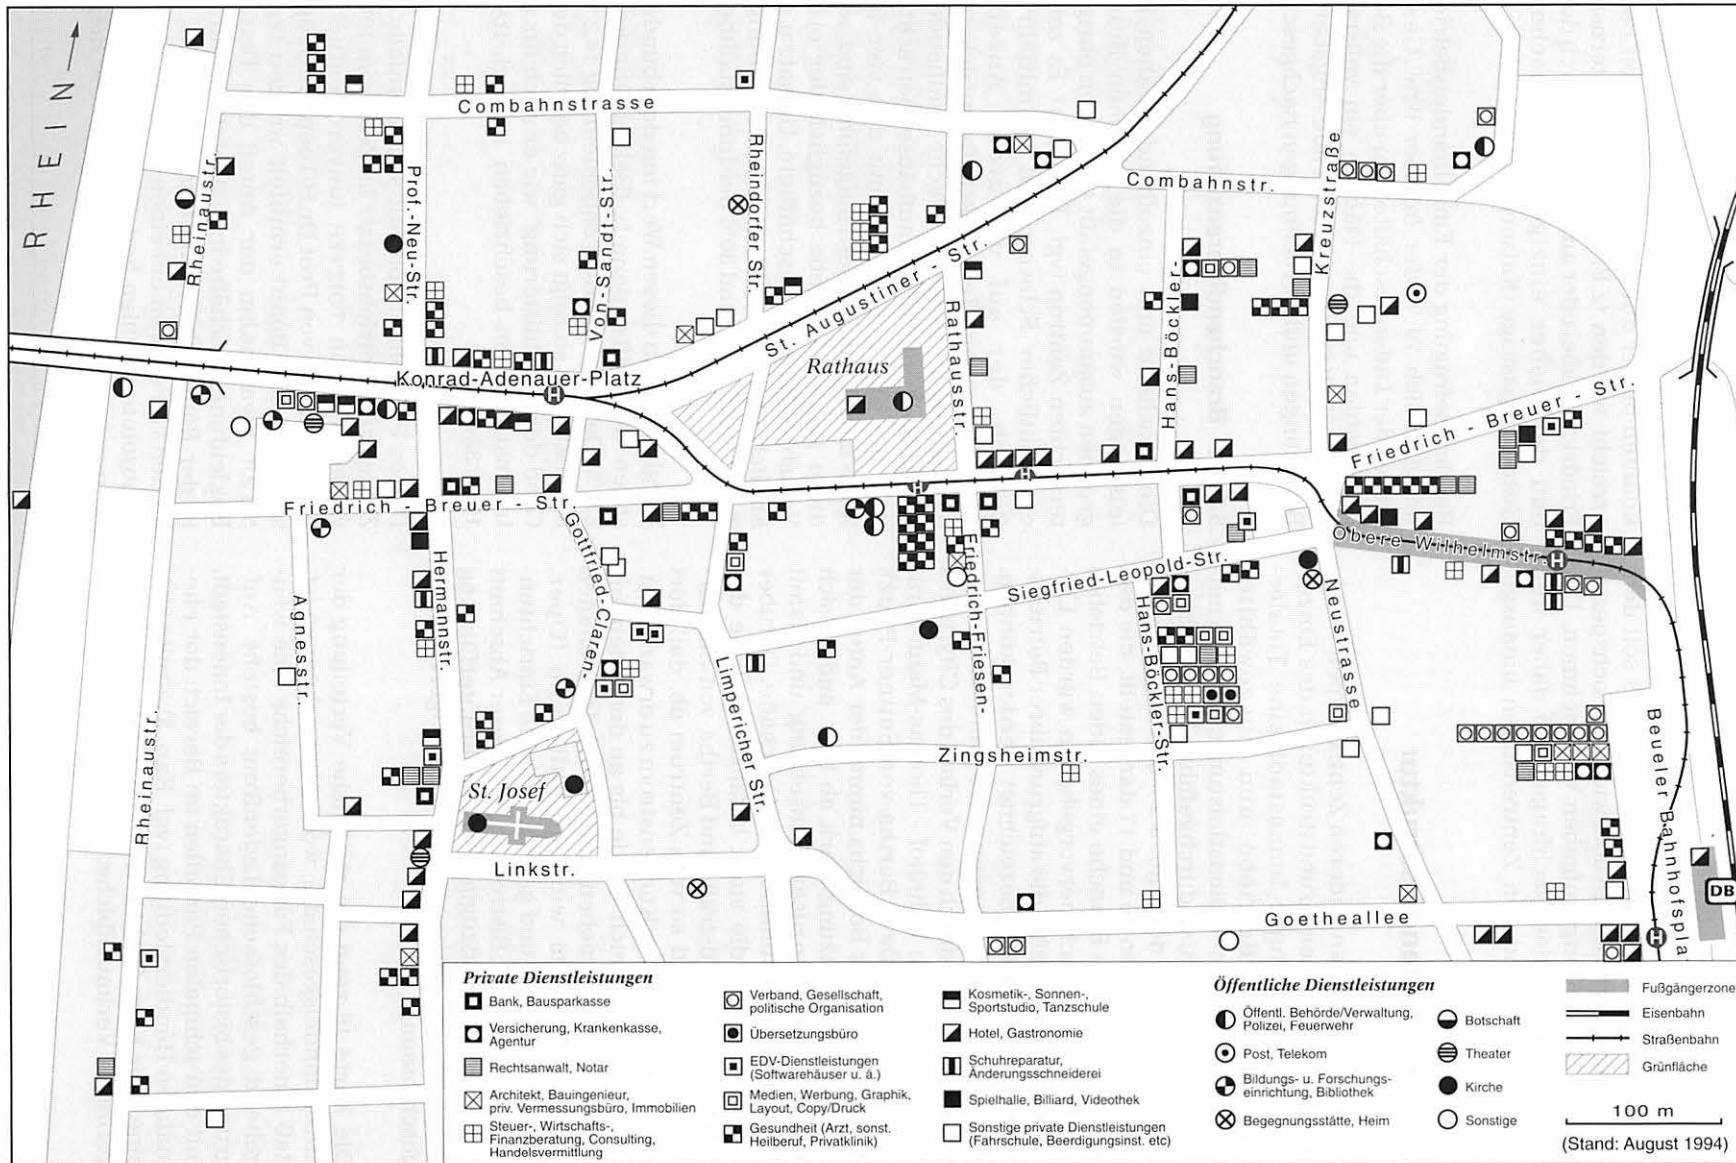 RHEIN
Combahnstrasse
Rheinaustr.
Prof.-Neu-Str.
Von-Sandt-Str.
Rheindorfer Str.
St. Augustiner - Str.
Rathausstr.
Combahnstr.
Kreuzstraße
Hans-Böckler-
Konrad-Adenauer-Platz
Rathaus
H
H
H
Friedrich - Breuer - Str.
Friedrich - Breuer - Str.
Obere Wilhelmstr.
H
Agnesstr.
Hermannstr.
Gottfried-Claren-
Limpericher Str.
Friedrich-Friesen-
Siegfried-Leopold-Str.
Hans-Böckler-Str.
Neustrasse
Zingsheimstr.
Rheinaustr.
St. Josef
Linkstr.
Goetheallee
Beueler Bahnhofspla
DB
H
Private Dienstleistungen
Bank, Bausparkasse
Versicherung, Krankenkasse,
Agentur
Rechtsanwalt, Notar
Architekt, Bauingenieur,
priv. Vermessungsbüro, Immobilien
Steuer-, Wirtschafts-,
Finanzberatung, Consulting,
Handelsvermittlung
Verband, Gesellschaft,
politische Organisation
Übersetzungsbüro
EDV-Dienstleistungen
(Softwarehäuser u. ä.)
Medien, Werbung, Graphik,
Layout, Copy/Druck
Gesundheit (Arzt, sonst.
Heilberuf, Privatklinik)
Kosmetik-, Sonnen-,
Sportstudio, Tanzschule
Hotel, Gastronomie
Schuhreparatur,
Änderungsschneiderei
Spielhalle, Billiard, Videothek
Sonstige private Dienstleistungen
(Fahrschule, Beerdigungsinst. etc)
Öffentliche Dienstleistungen
Öffentl. Behörde/Verwaltung,
Polizei, Feuerwehr
Post, Telekom
Bildungs- u. Forschungs-
einrichtung, Bibliothek
Begegnungsstätte, Heim
Botschaft
Theater
Kirche
Sonstige
Fußgängerzone
Eisenbahn
Straßenbahn
Grünfläche
100 m
(Stand: August 1994)